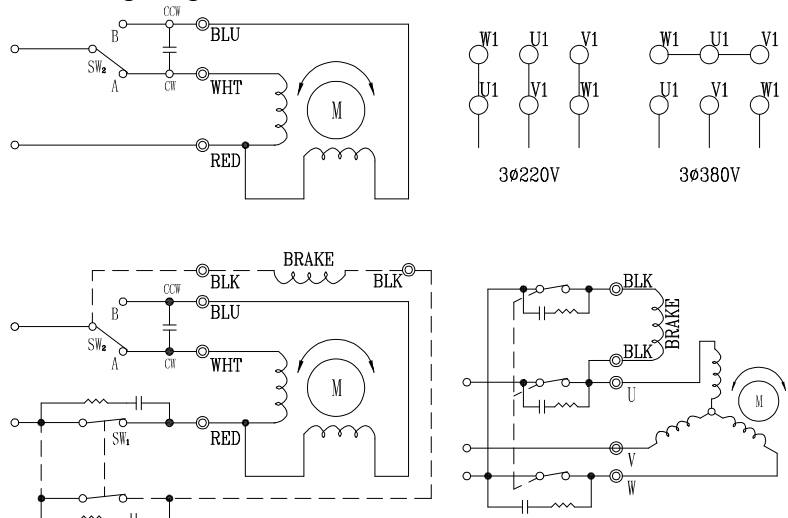 CCW
B
BLU
SW₂
A
CW
WHT
M
RED
W1 U1 V1
U1 V1 W1
3ø220V
W1 U1 V1
U1 V1 W1
3ø380V
BRAKE
BLK
BLK
CCW
B
BLU
SW₂
A
CW
WHT
M
SW₁
RED
BLK
BRAKE
BLK
U
M
V
W